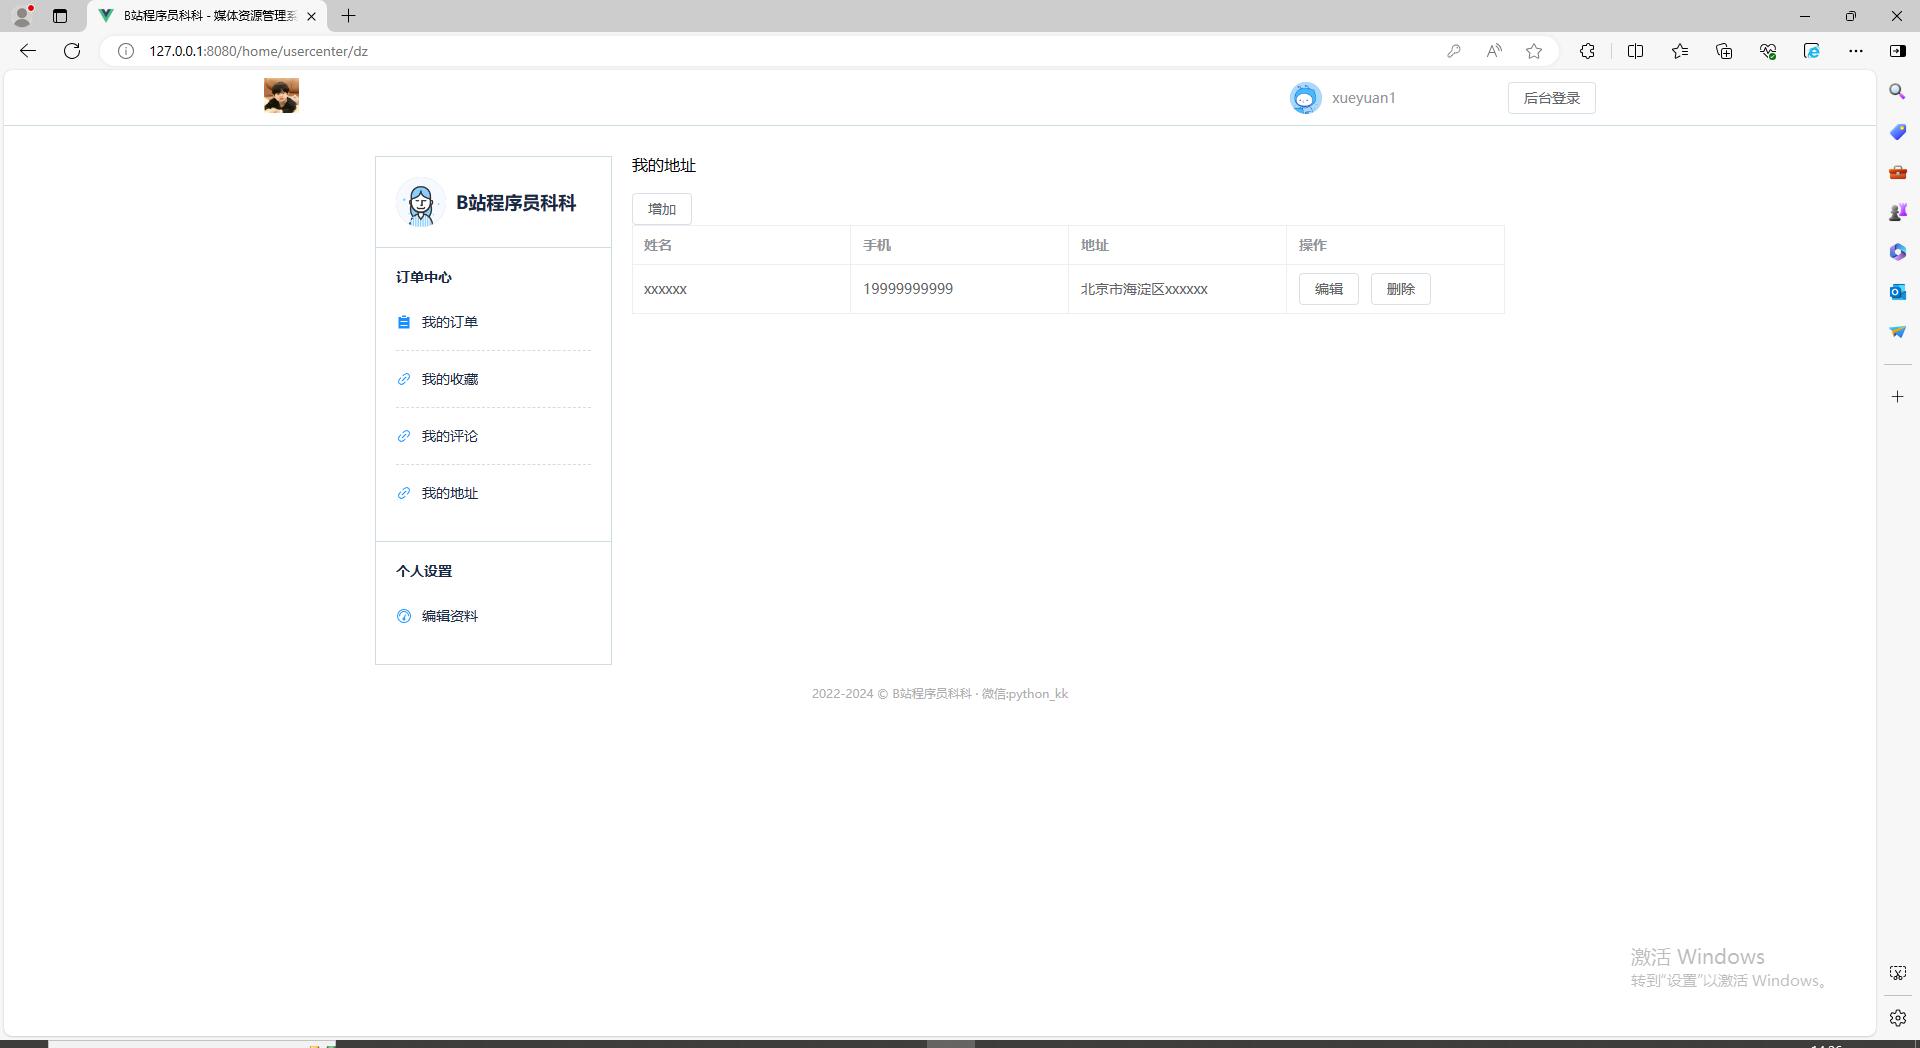 B站程序员科科 - 媒体资源管理系
127.0.0.1:8080/home/usercenter/dz
xueyuan1
后台登录
B站程序员科科
订单中心
我的订单
我的收藏
我的评论
我的地址
个人设置
编辑资料
我的地址
增加
姓名 手机 地址 操作
xxxxxx 19999999999 北京市海淀区xxxxxx 编辑 删除
2022-2024 © B站程序员科科 · 微信:python_kk
激活 Windows
转到“设置”以激活 Windows。